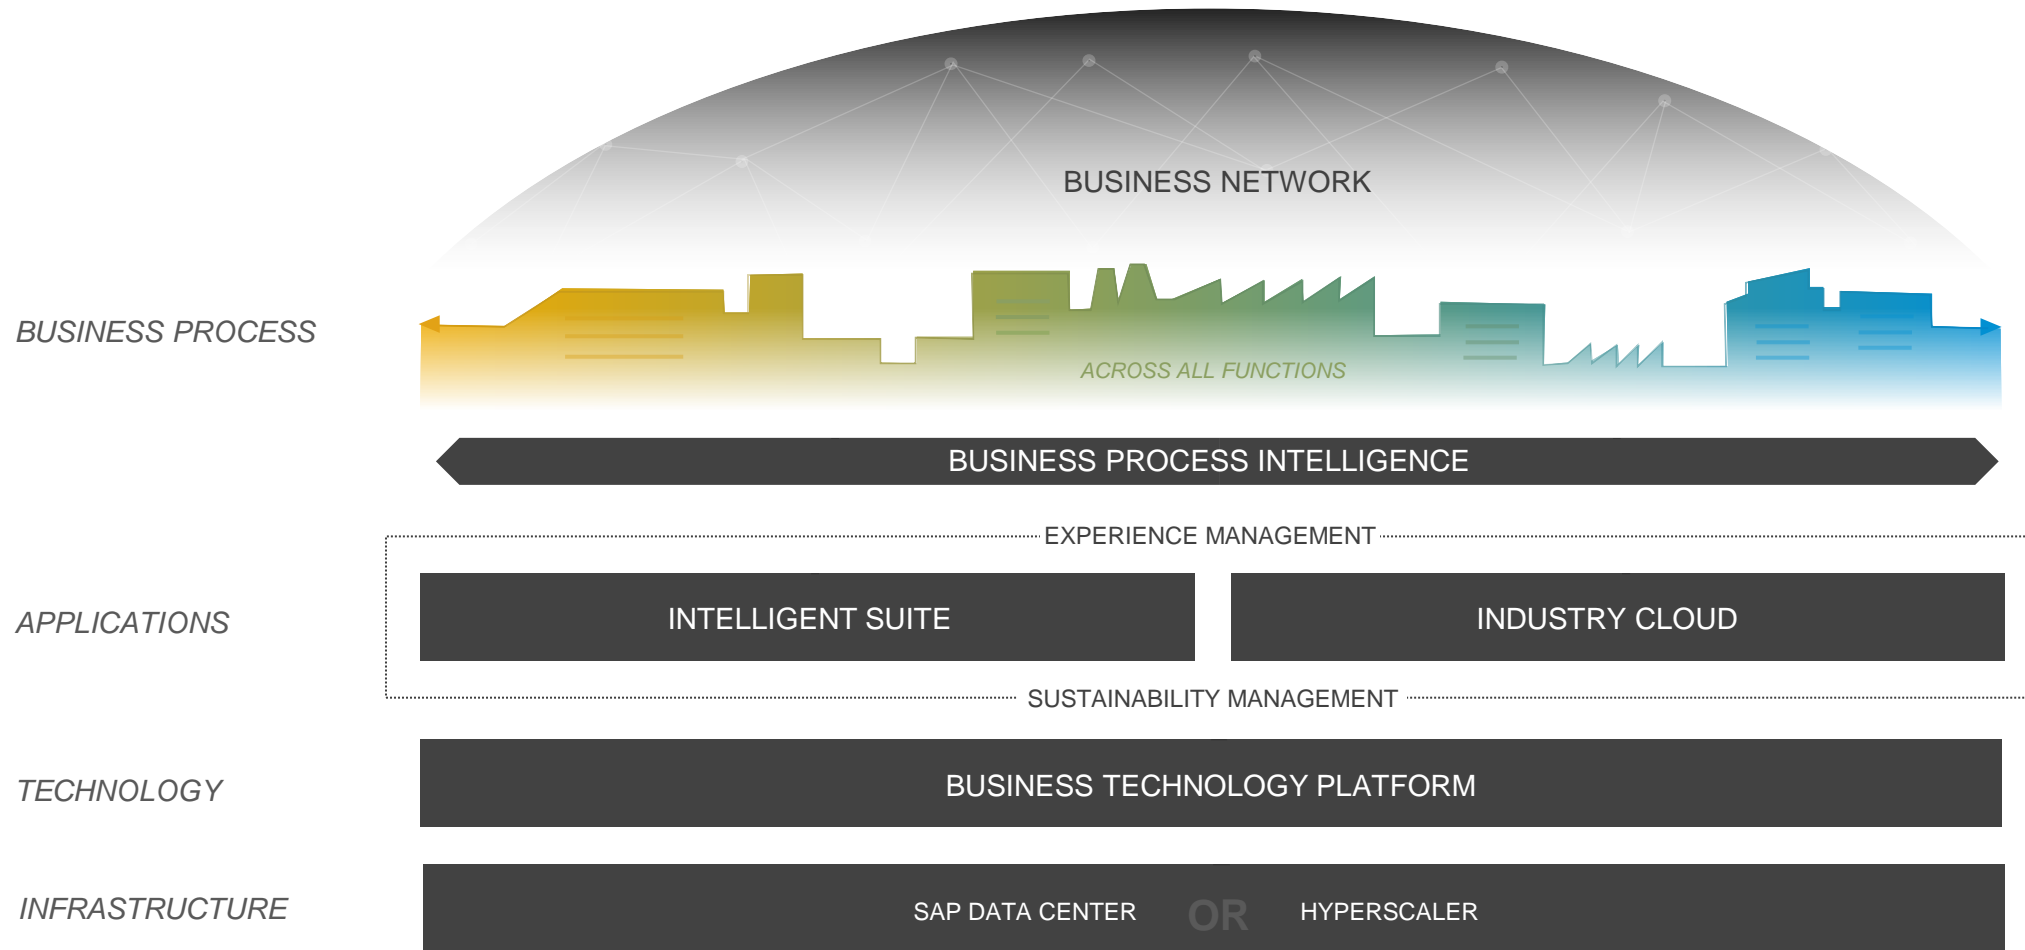 BUSINESS NETWORK
BUSINESS PROCESS
ACROSS ALL FUNCTIONS
BUSINESS PROCESS INTELLIGENCE
EXPERIENCE MANAGEMENT
APPLICATIONS
INTELLIGENT SUITE
INDUSTRY CLOUD
SUSTAINABILITY MANAGEMENT
TECHNOLOGY
BUSINESS TECHNOLOGY PLATFORM
INFRASTRUCTURE
SAP DATA CENTER OR HYPERSCALER